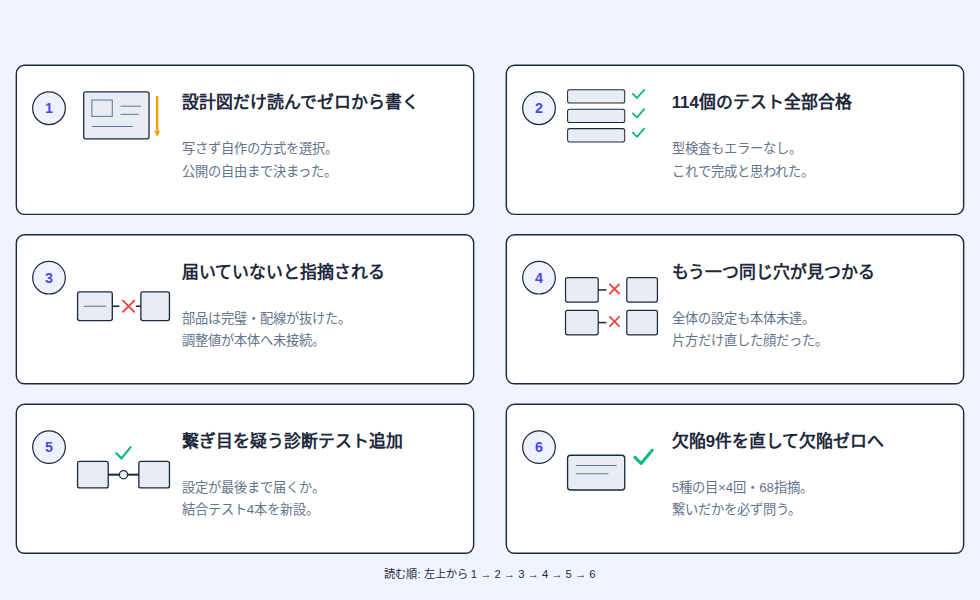 1
設計図だけ読んでゼロから書く
写さず自作の方式を選択。
公開の自由まで決まった。
2
114個のテスト全部合格
型検査もエラーなし。
これで完成と思われた。
3
届いていないと指摘される
部品は完璧・配線が抜けた。
調整値が本体へ未接続。
4
もう一つ同じ穴が見つかる
全体の設定も本体未達。
片方だけ直した顔だった。
5
繋ぎ目を疑う診断テスト追加
設定が最後まで届くか。
結合テスト4本を新設。
6
欠陥9件を直して欠陥ゼロへ
5種の目×4回・68指摘。
繋いだかを必ず問う。
読む順: 左上から 1 → 2 → 3 → 4 → 5 → 6